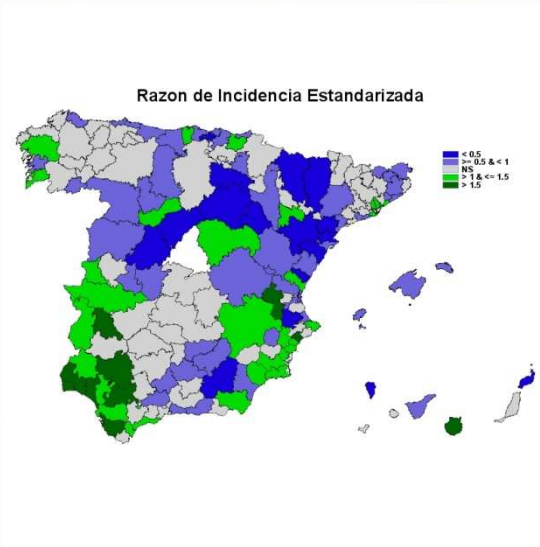 Razon de Incidencia Estandarizada
< 0.5
>= 0.5 & < 1
NS
> 1 & <= 1.5
> 1.5